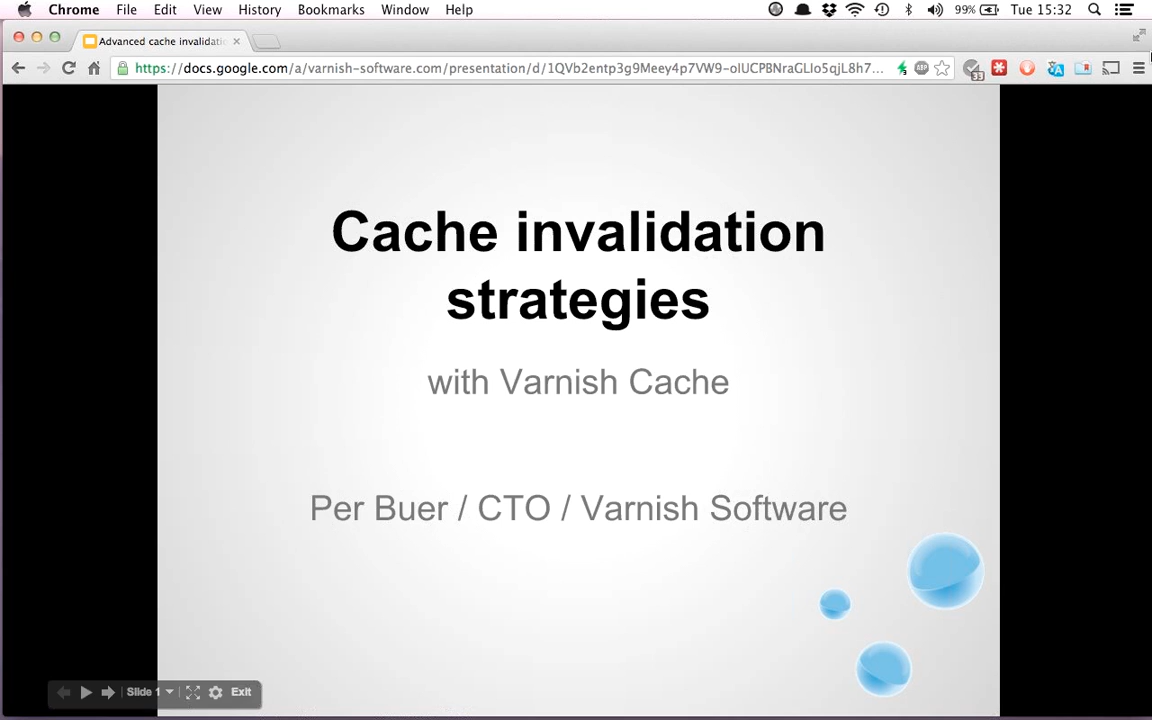 Chrome File Edit View History Bookmarks Window Help 99% Tue 15:32
Advanced cache invalidati
https://docs.google.com/a/varnish-software.com/presentation/d/1QVb2entp3g9Meey4p7VW9-oIUCPBNraGLIo5qjL8h7... ABP 33
Cache invalidation
strategies
with Varnish Cache
Per Buer / CTO / Varnish Software
Slide 1 Exit